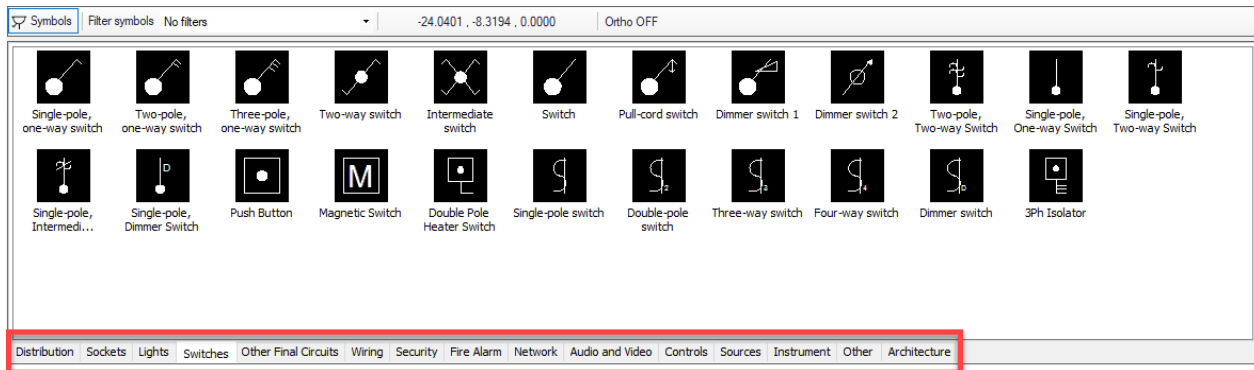 Symbols Filter symbols No filters -24.0401 , -8.3194 , 0.0000 Ortho OFF
Single-pole, one-way switch
Two-pole, one-way switch
Three-pole, one-way switch
Two-way switch
Intermediate switch
Switch
Pull-cord switch
Dimmer switch 1
Dimmer switch 2
Two-pole, Two-way Switch
Single-pole, One-way Switch
Single-pole, Two-way Switch
D
M
2
3
4
D
Single-pole, Intermedi...
Single-pole, Dimmer Switch
Push Button
Magnetic Switch
Double Pole Heater Switch
Single-pole switch
Double-pole switch
Three-way switch
Four-way switch
Dimmer switch
3Ph Isolator
Distribution Sockets Lights Switches Other Final Circuits Wiring Security Fire Alarm Network Audio and Video Controls Sources Instrument Other Architecture